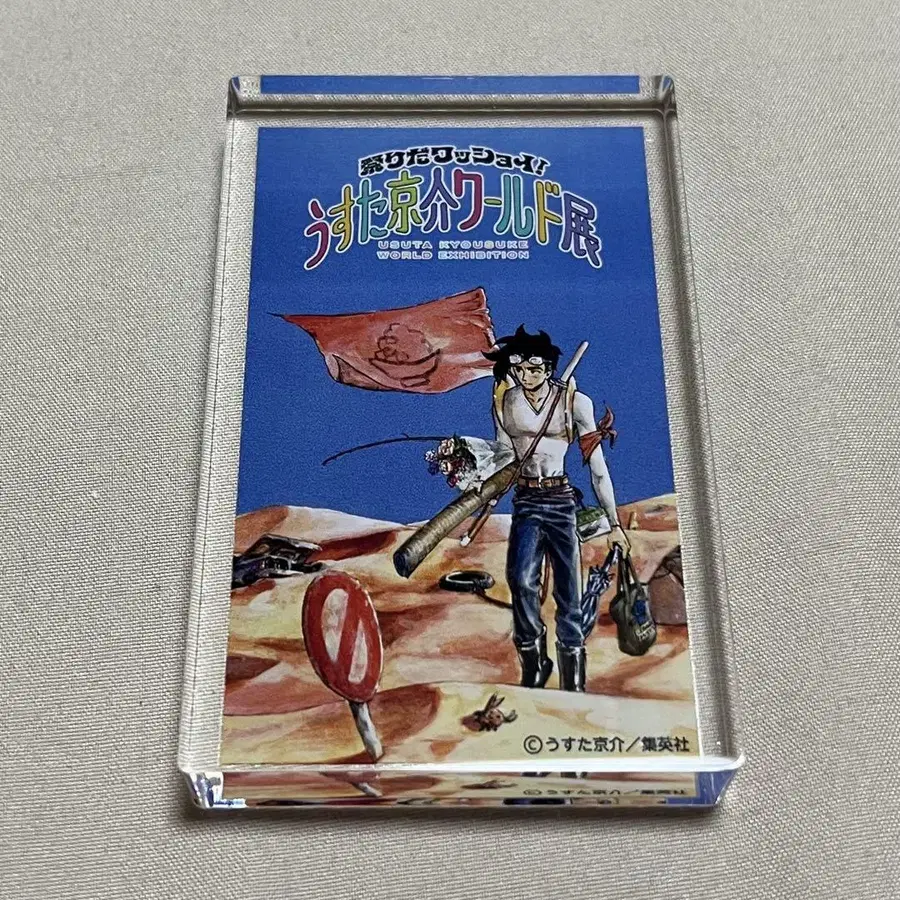 祭りだワッショイ!
うすた京介ワールド展
USUTA KYOUSUKE
WORLD EXHIBITION
©うすた京介/集英社